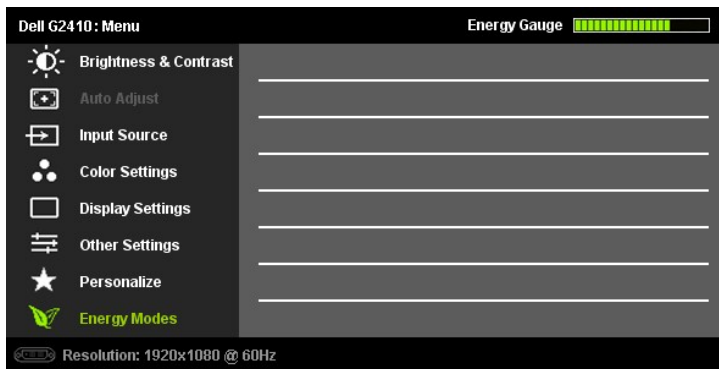 Dell G2410 : Menu
Energy Gauge
Brightness & Contrast
Auto Adjust
Input Source
Color Settings
Display Settings
Other Settings
Personalize
Energy Modes
Resolution: 1920x1080 @ 60Hz